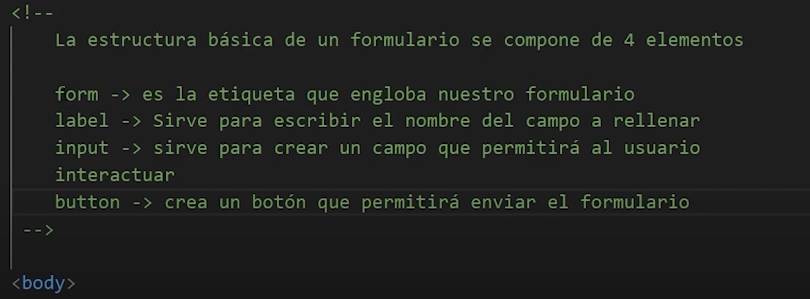 <!--
La estructura básica de un formulario se compone de 4 elementos
form -> es la etiqueta que engloba nuestro formulario
label -> Sirve para escribir el nombre del campo a rellenar
input -> sirve para crear un campo que permitirá al usuario
interactuar
button -> crea un botón que permitirá enviar el formulario
-->
<body>